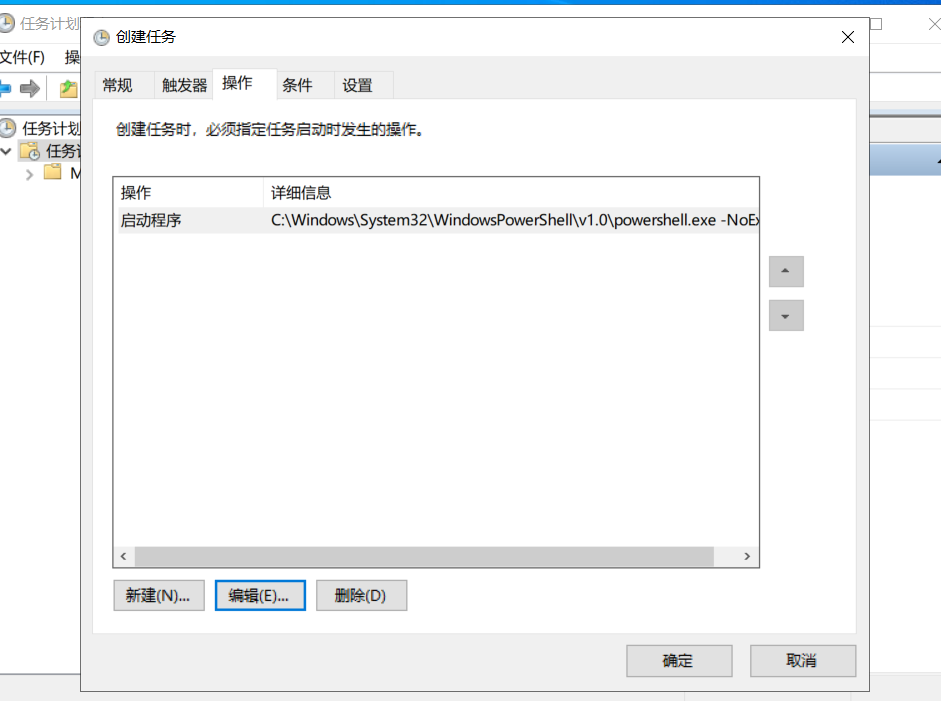 任务计划
创建任务
文件(F) 操
常规 触发器 操作 条件 设置
任务计划
创建任务时，必须指定任务启动时发生的操作。
任务计
M
操作 详细信息
启动程序 C:\Windows\System32\WindowsPowerShell\v1.0\powershell.exe -NoEx
新建(N)... 编辑(E)... 删除(D)
确定 取消